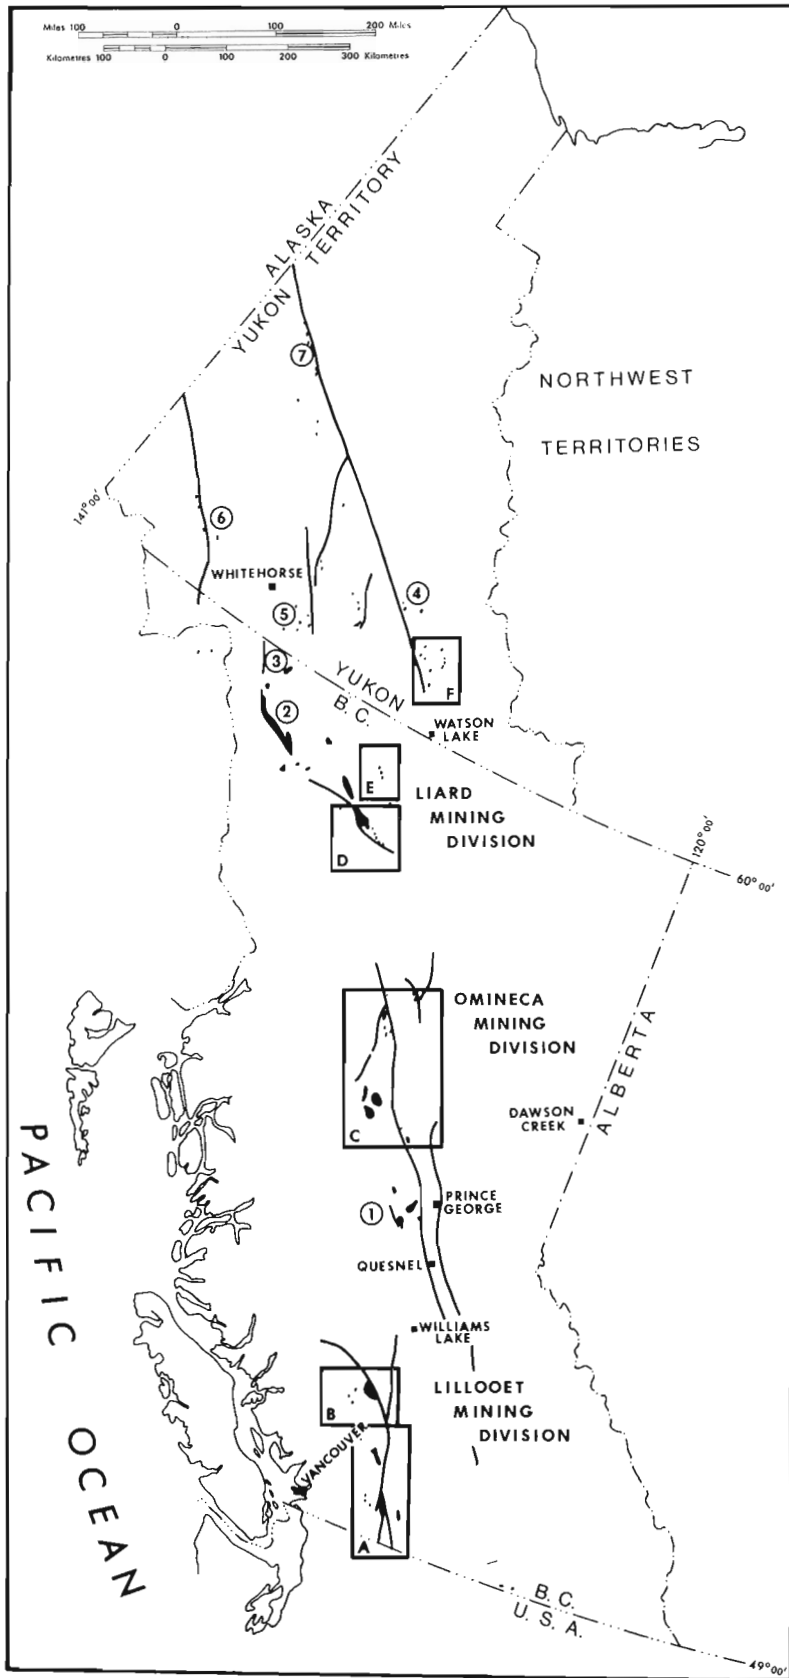 Miles 100 0 100 200 Miles
Kilometres 100 0 100 200 300 Kilometres
ALASKA
YUKON TERRITORY
7
NORTHWEST
TERRITORIES
141°00'
6
WHITEHORSE
4
5
3
YUKON
B.C.
F
2
WATSON
LAKE
E
LIARD
MINING
DIVISION
D
120°00'
60°00'
OMINECA
MINING
DIVISION
ALBERTA
DAWSON
CREEK
C
PRINCE
GEORGE
1
QUESNEL
WILLIAMS
LAKE
LILLOOET
MINING
DIVISION
B
VANCOUVER
A
PACIFIC
OCEAN
B.C.
U.S.A.
49°00'